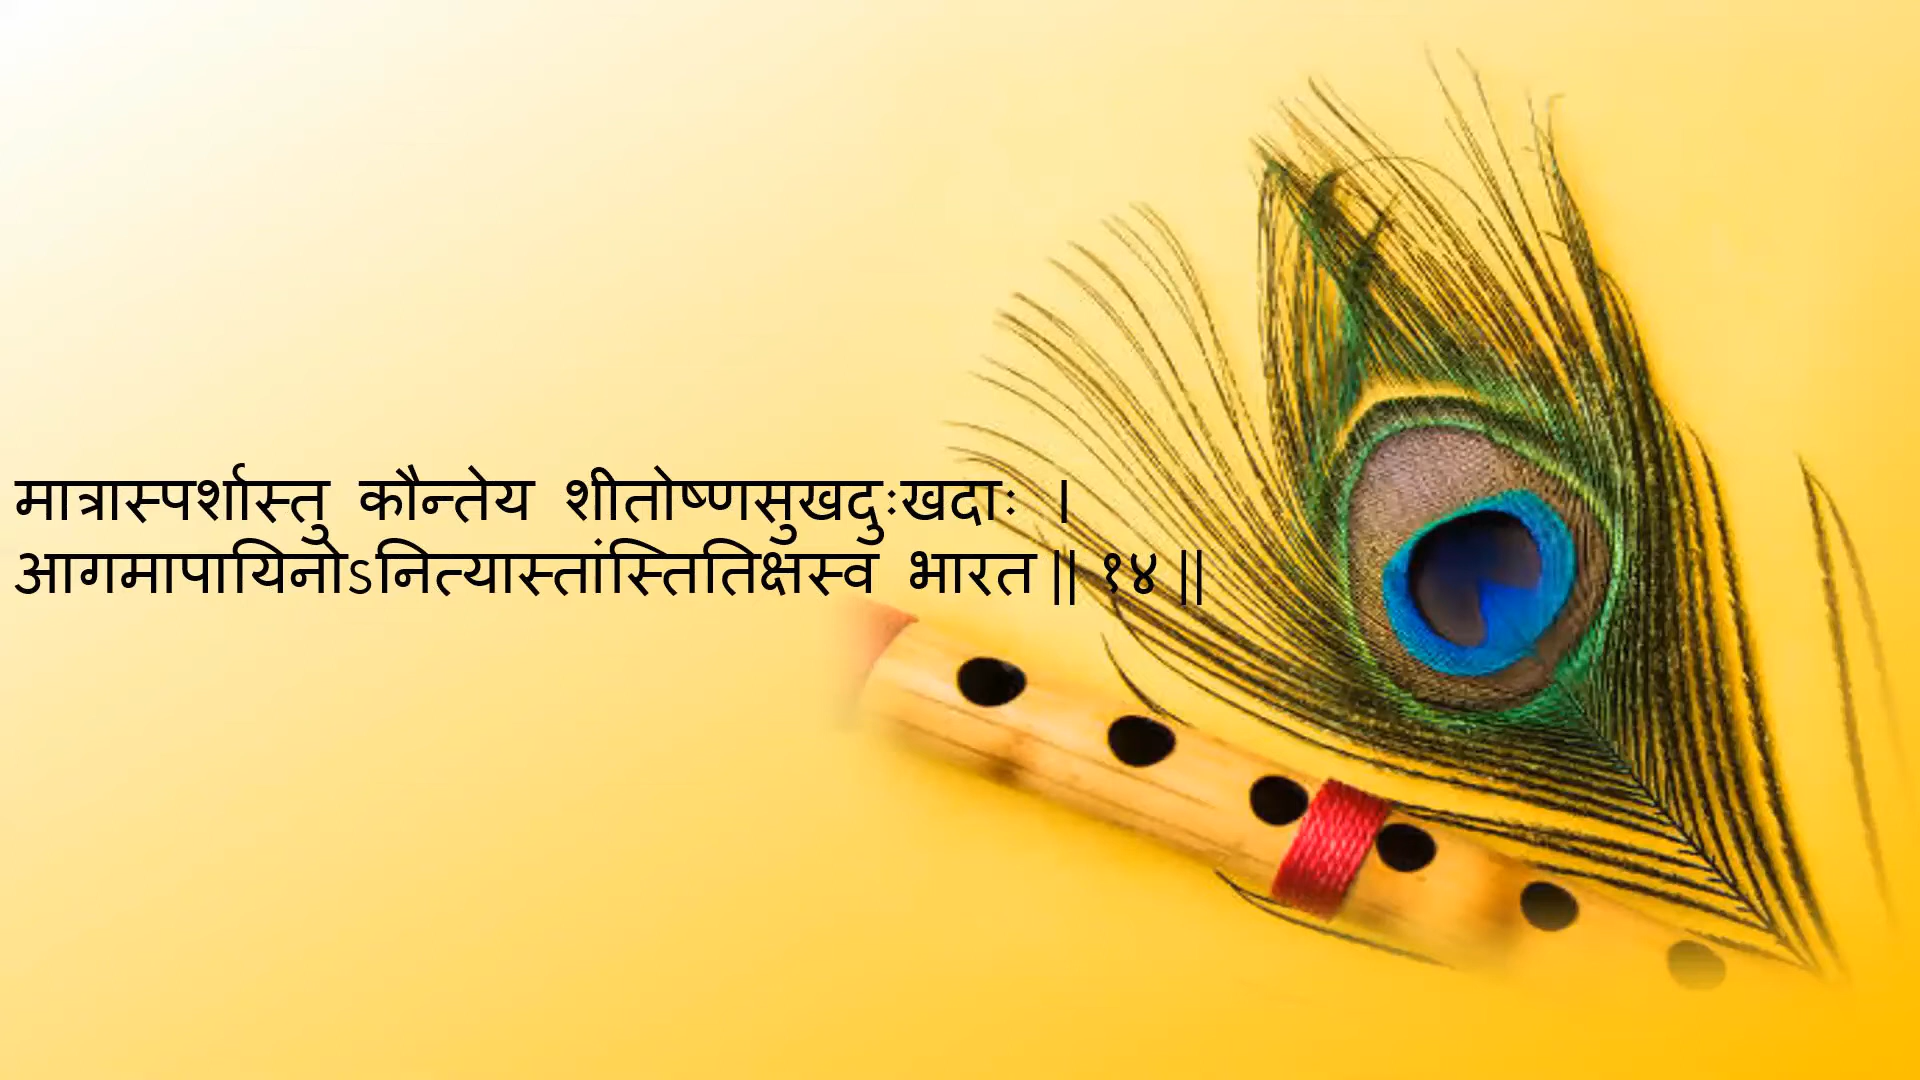 मात्रास्पर्शास्तु कौन्तेय शीतोष्णसुखदुःखदाः ।
आगमापायिनोऽनित्यास्तांस्तितिक्षस्व भारत || १४ ||